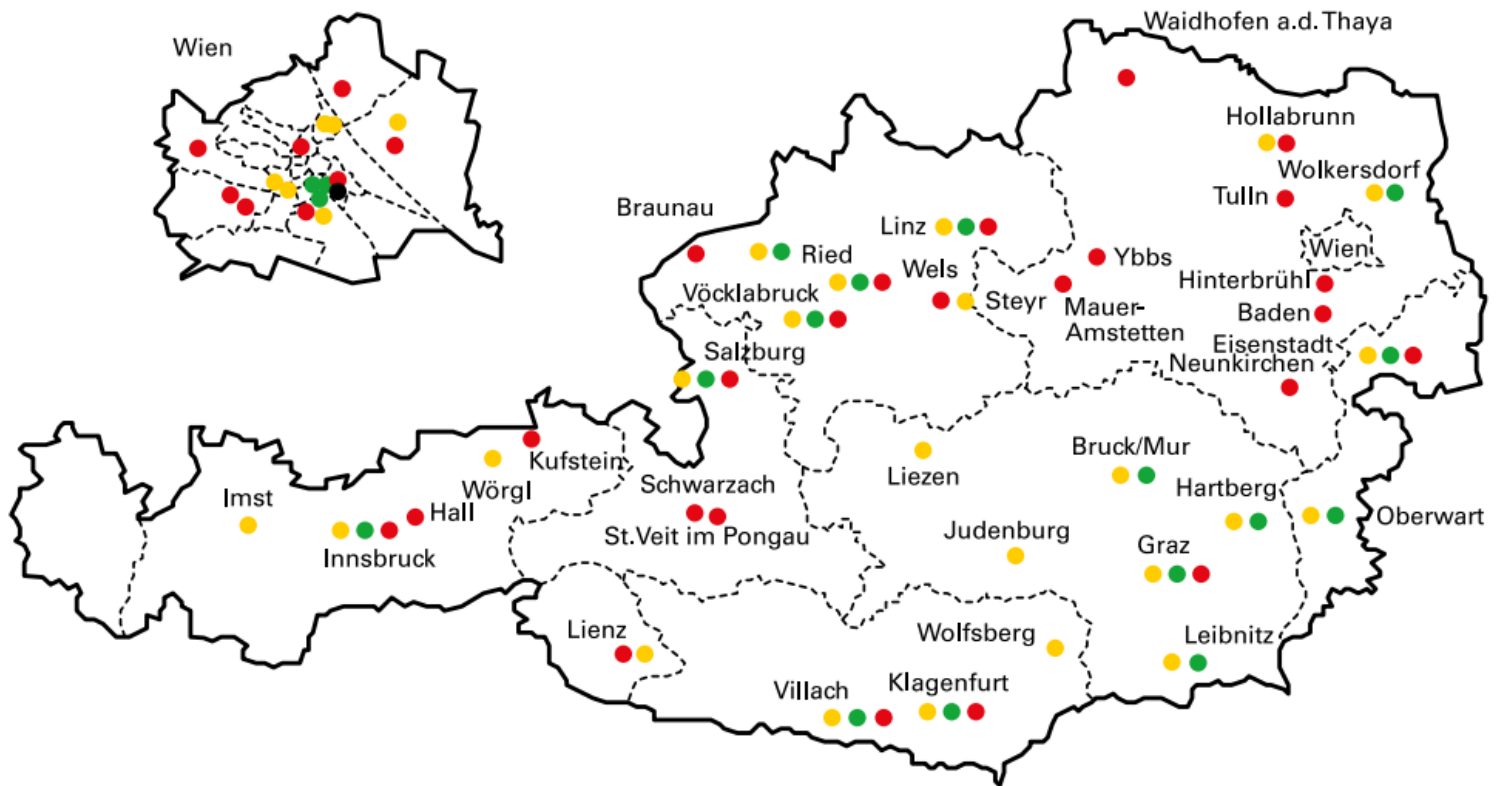 Waidhofen a.d. Thaya
Wien
Hollabrunn
Wolkersdorf
Tulln
Braunau
Linz
Ried
Wels
Wien
Ybbs
Hinterbrühl
Vöcklabruck
Steyr
Mauer-
Amstetten
Baden
Eisenstadt
Salzburg
Neunkirchen
Kufstein
Bruck/Mur
Liezen
Wörgl
Schwarzach
Hartberg
Imst
Hall
Oberwart
St.Veit im Pongau
Judenburg
Graz
Innsbruck
Lienz
Wolfsberg
Leibnitz
Villach
Klagenfurt